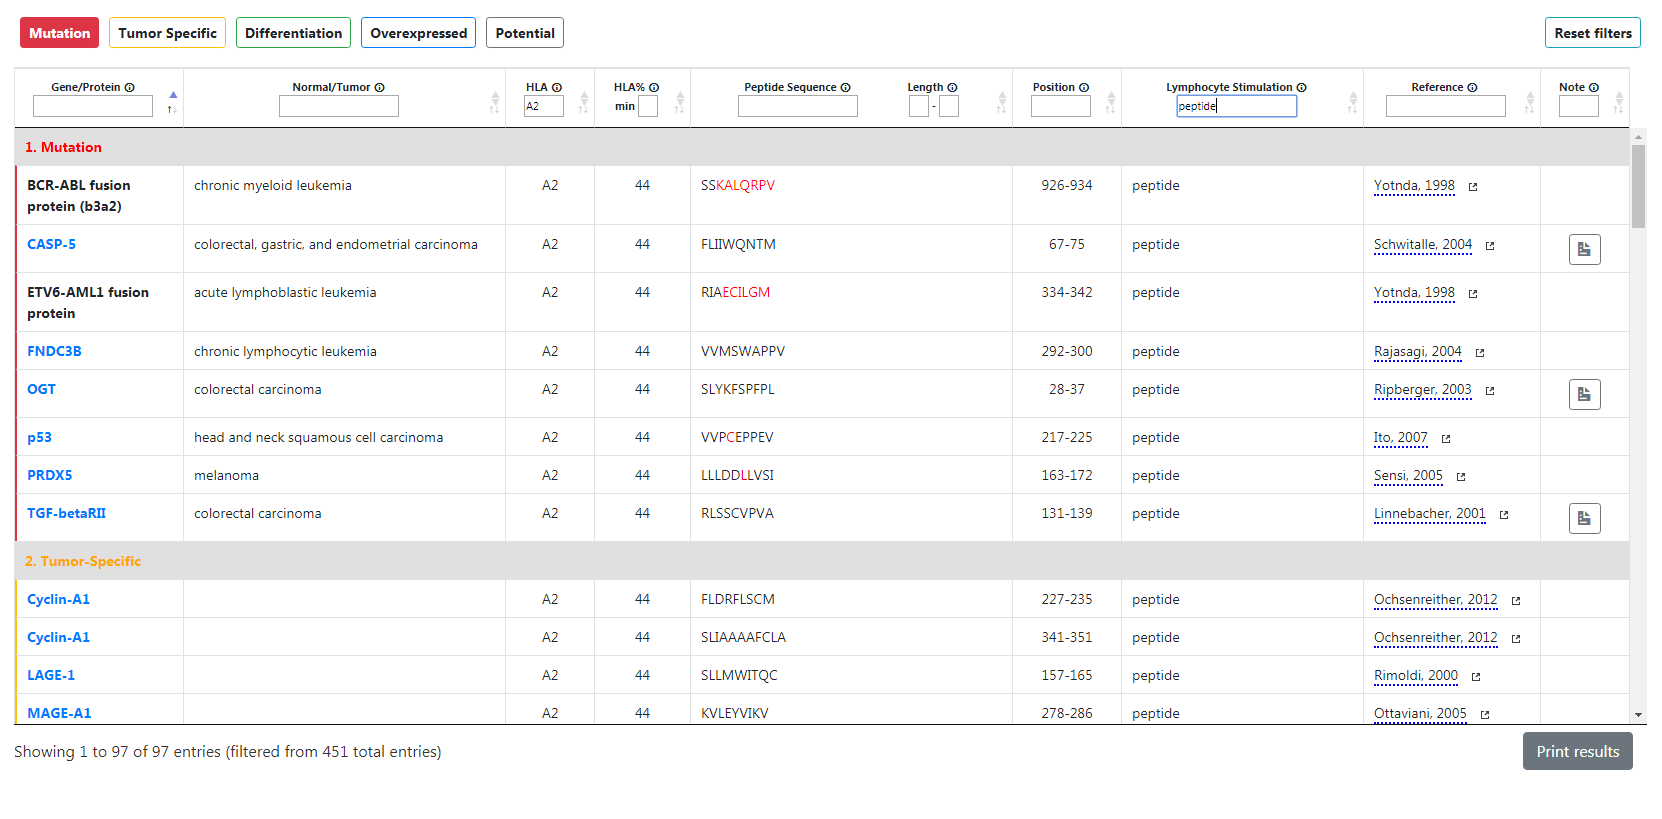 Mutation Tumor Specific Differentiation Overexpressed Potential Reset filters
Gene/Protein Normal/Tumor HLA HLA% Peptide Sequence Length Position Lymphocyte Stimulation Reference Note
A2 min - peptide
1. Mutation
BCR-ABL fusion chronic myeloid leukemia A2 44 SSKALQRPV 926-934 peptide Yotnda, 1998
protein (b3a2)
CASP-5 colorectal, gastric, and endometrial carcinoma A2 44 FLIIWQNTM 67-75 peptide Schwitalle, 2004
ETV6-AML1 fusion acute lymphoblastic leukemia A2 44 RIAECILGM 334-342 peptide Yotnda, 1998
protein
FNDC3B chronic lymphocytic leukemia A2 44 VVMSWAPPV 292-300 peptide Rajasagi, 2004
OGT colorectal carcinoma A2 44 SLYKFSPFPL 28-37 peptide Ripberger, 2003
p53 head and neck squamous cell carcinoma A2 44 VVPCEPPEV 217-225 peptide Ito, 2007
PRDX5 melanoma A2 44 LLLDDLLVSI 163-172 peptide Sensi, 2005
TGF-betaRII colorectal carcinoma A2 44 RLSSCVPVA 131-139 peptide Linnebacher, 2001
2. Tumor-Specific
Cyclin-A1 A2 44 FLDRFLSCM 227-235 peptide Ochsenreither, 2012
Cyclin-A1 A2 44 SLIAAAAFCLA 341-351 peptide Ochsenreither, 2012
LAGE-1 A2 44 SLLMWITQC 157-165 peptide Rimoldi, 2000
MAGE-A1 A2 44 KVLEYVIKV 278-286 peptide Ottaviani, 2005
Showing 1 to 97 of 97 entries (filtered from 451 total entries) Print results